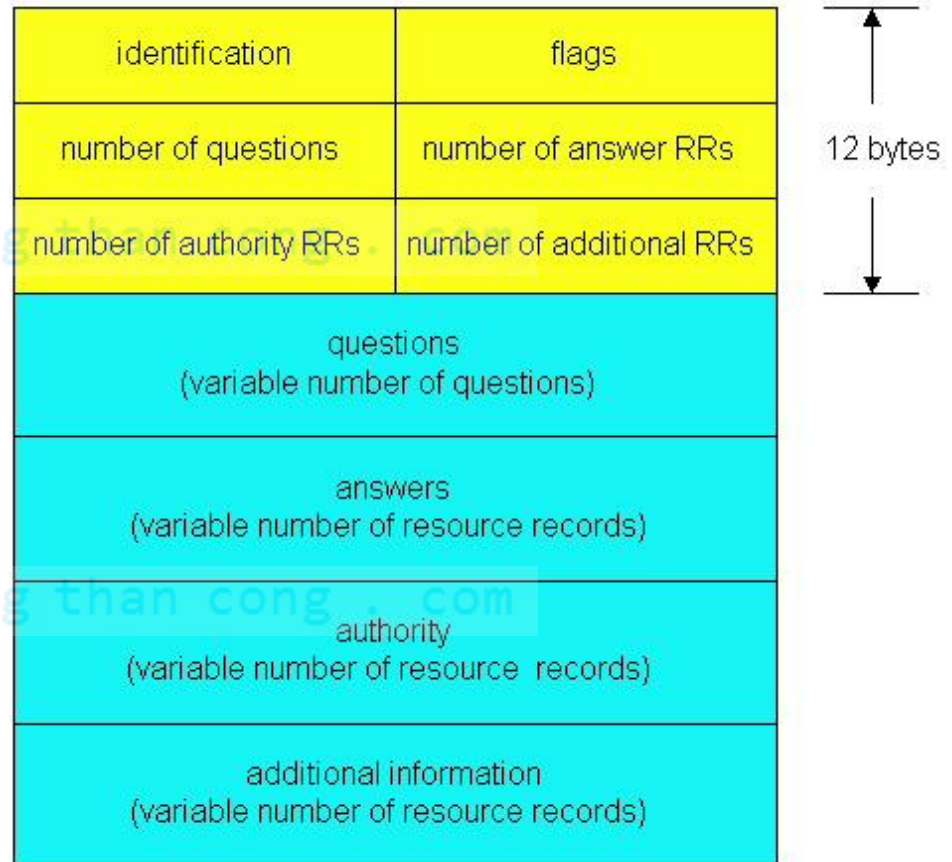 identification
flags
number of questions
number of answer RRs
12 bytes
number of authority RRs
number of additional RRs
g than cong . com
questions
(variable number of questions)
answers
(variable number of resource records)
g than cong . com
authority
(variable number of resource records)
additional information
(variable number of resource records)